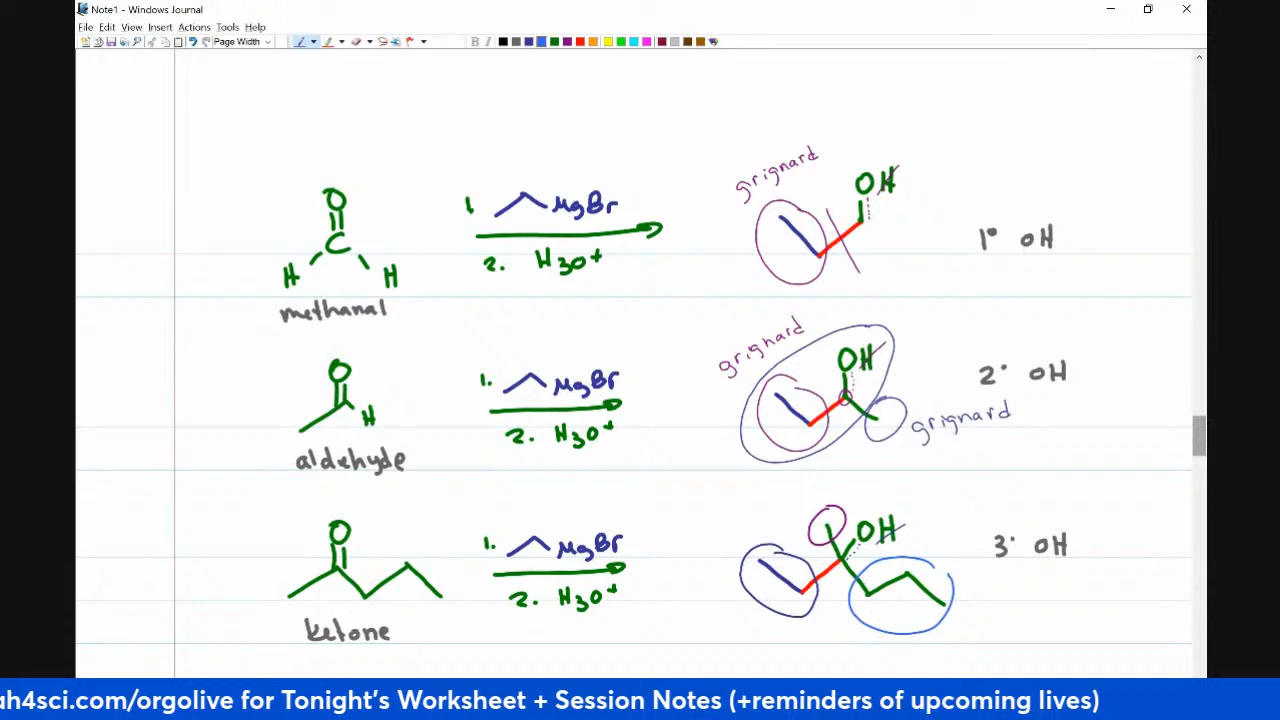 Note1 - Windows Journal
File Edit View Insert Actions Tools Help
Page Width
B I
grignard
O
OH
1. MgBr
C
2. H3O+
1° OH
H H
methanal
grignard
O
OH
1. MgBr
2° OH
H
2. H3O+
grignard
aldehyde
O
OH
1. MgBr
3° OH
2. H3O+
ketone
ah4sci.com/orgolive for Tonight's Worksheet + Session Notes (+reminders of upcoming lives)